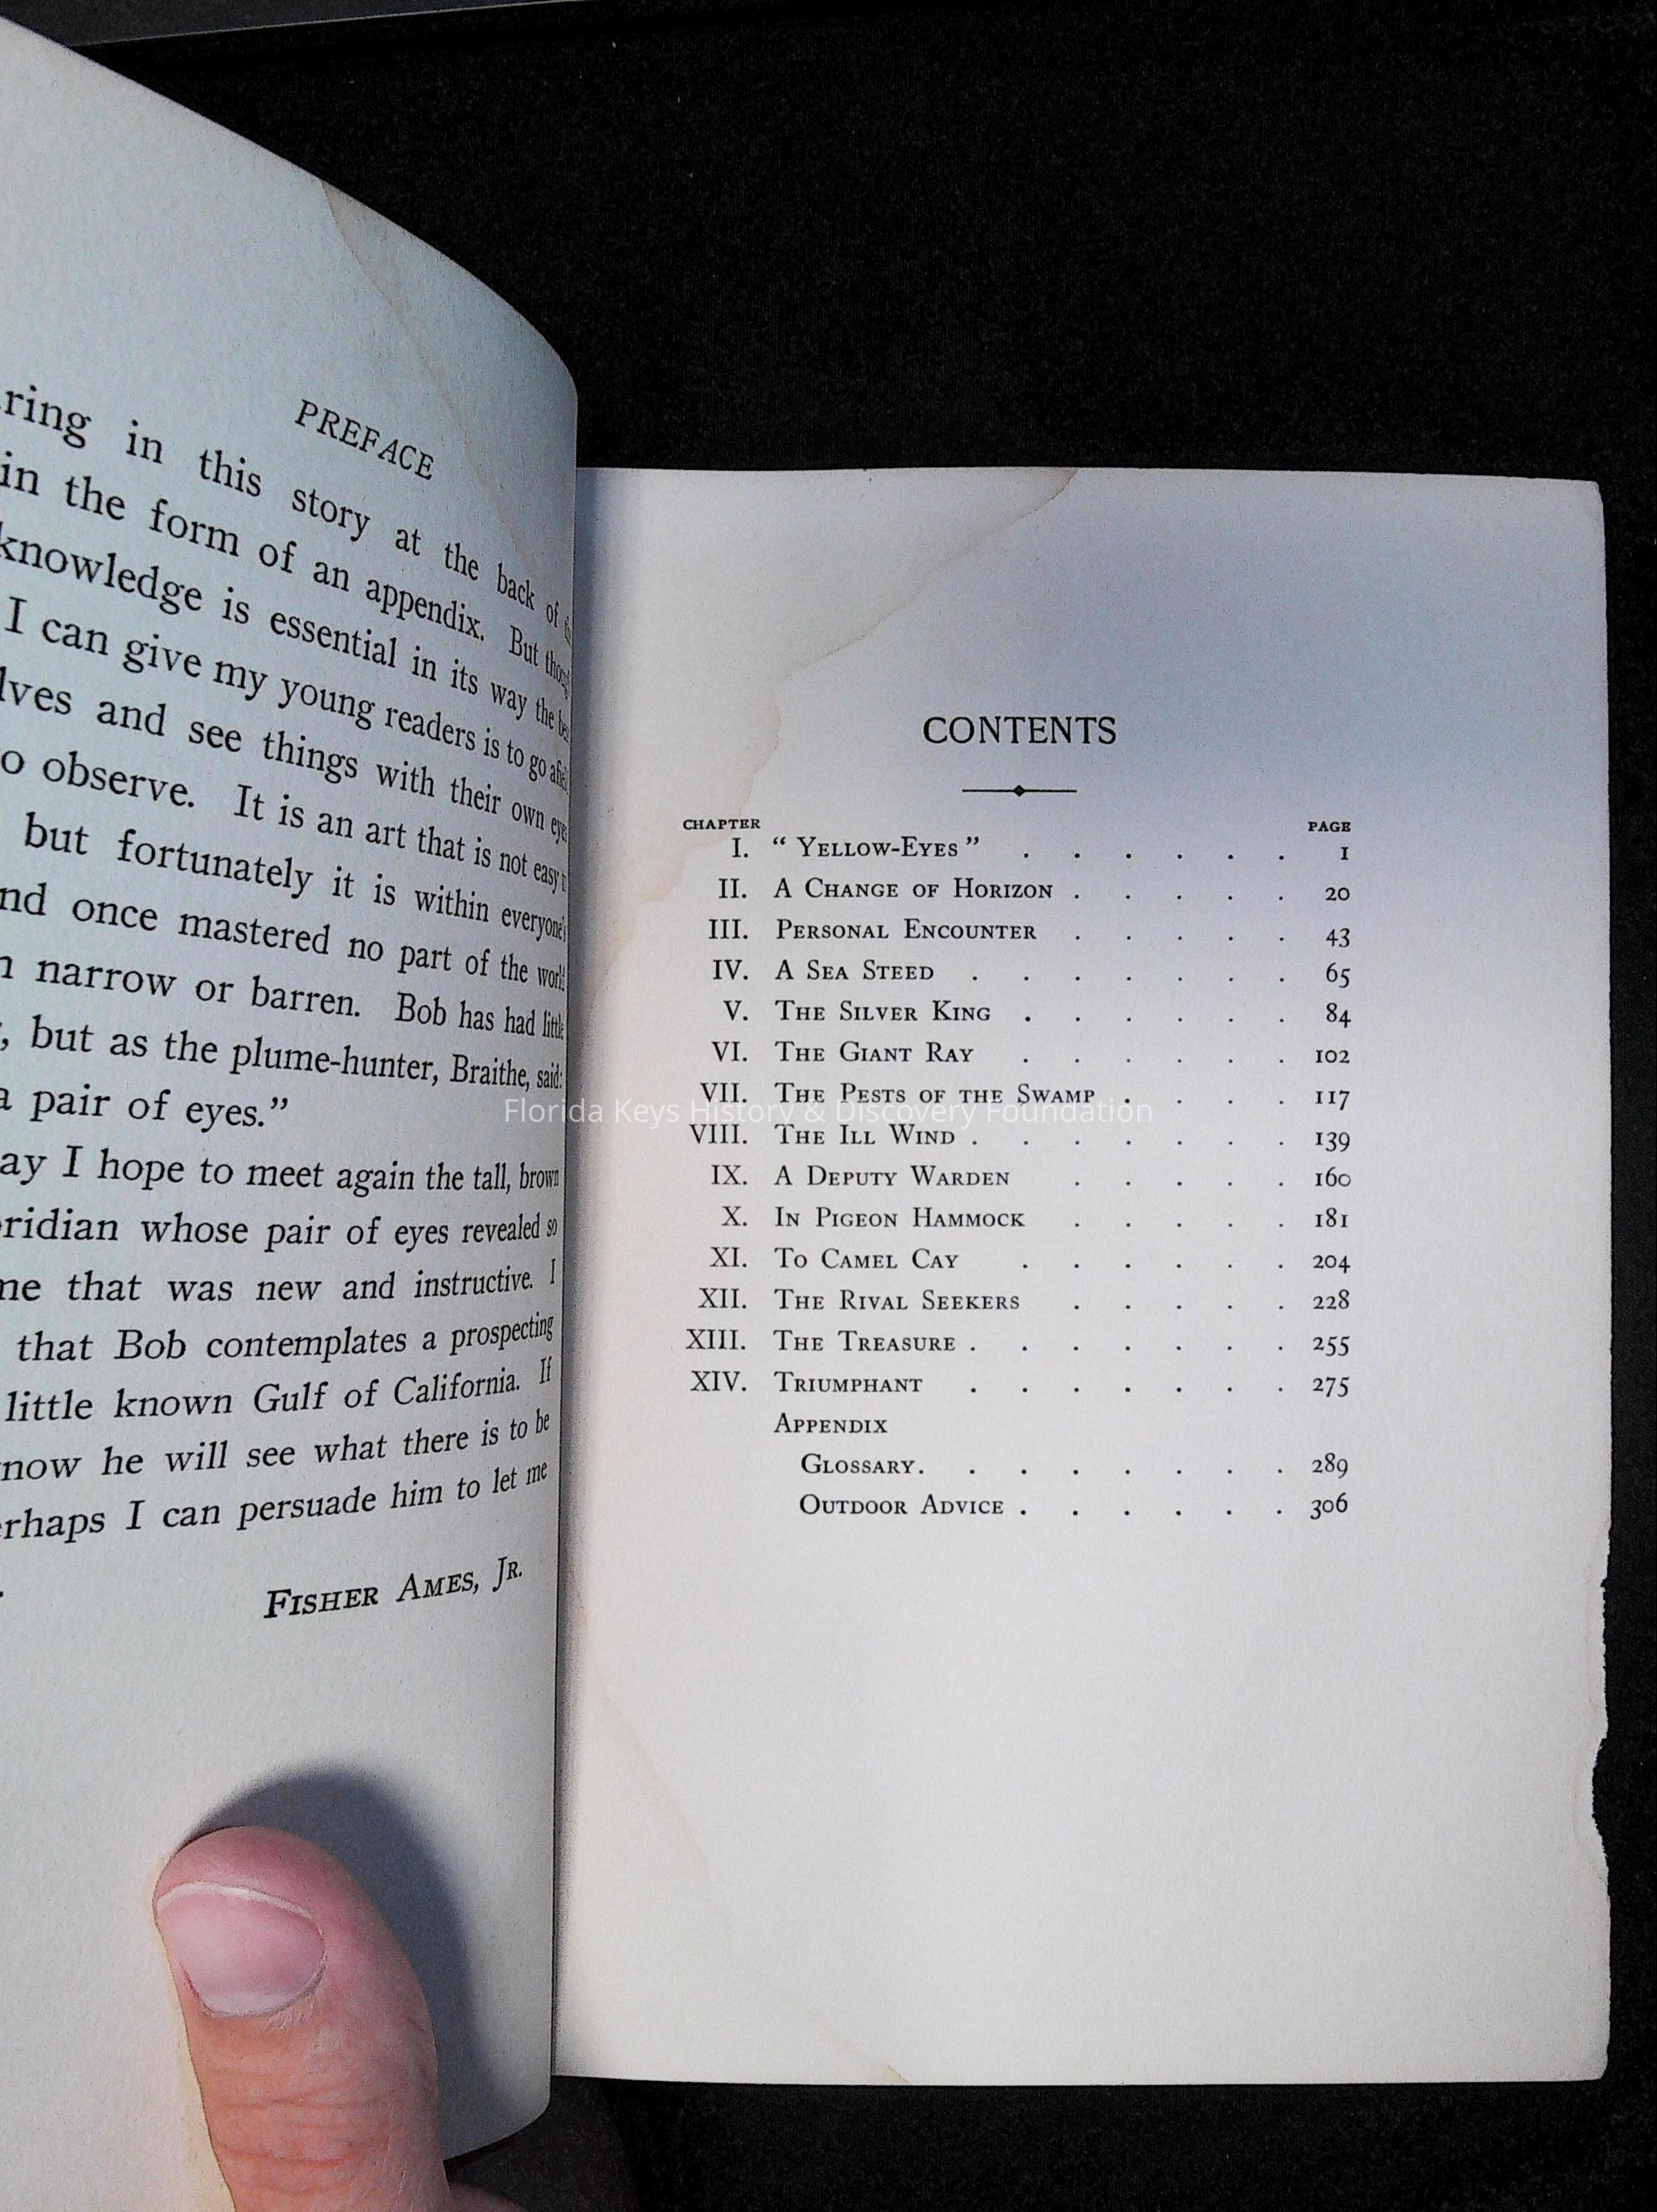 PREFACE
ring in this story at the back of
in the form of an appendix. But
knowledge is essential in its way the
I can give my young readers is to go
lves and see things with their own
o observe. It is an art that is not easy
but fortunately it is within everyone's
nd once mastered no part of the
n narrow or barren. Bob has had
, but as the plume-hunter, Braithe, said:
a pair of eyes.”
ay I hope to meet again the tall, brown
ridian whose pair of eyes revealed so
me that was new and instructive. I
that Bob contemplates a prospecting
little known Gulf of California. If
now he will see what there is to be
erhaps I can persuade him to let me
FISHER AMES, JR.
CONTENTS
CHAPTER PAGE
I. “ YELLOW-EYES ” . . . . . . 1
II. A CHANGE OF HORIZON . . . . . 20
III. PERSONAL ENCOUNTER . . . . . 43
IV. A SEA STEED . . . . . . . 65
V. THE SILVER KING . . . . . . 84
VI. THE GIANT RAY . . . . . . 102
VII. THE PESTS OF THE SWAMP . . . . 117
VIII. THE ILL WIND . . . . . . . 139
IX. A DEPUTY WARDEN . . . . . 160
X. IN PIGEON HAMMOCK . . . . . 181
XI. TO CAMEL CAY . . . . . . 204
XII. THE RIVAL SEEKERS . . . . . 228
XIII. THE TREASURE . . . . . . . 255
XIV. TRIUMPHANT . . . . . . . 275
APPENDIX
GLOSSARY . . . . . . . . 289
OUTDOOR ADVICE . . . . . . 306
Florida Keys History & Discovery Foundation